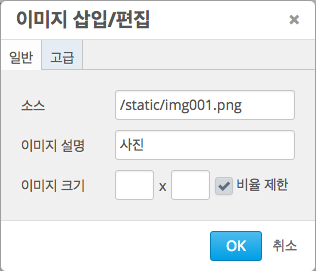 이미지 삽입/편집 ×
일반 고급
소스 /static/img001.png
이미지 설명 사진
이미지 크기 x 비율 제한
OK 취소